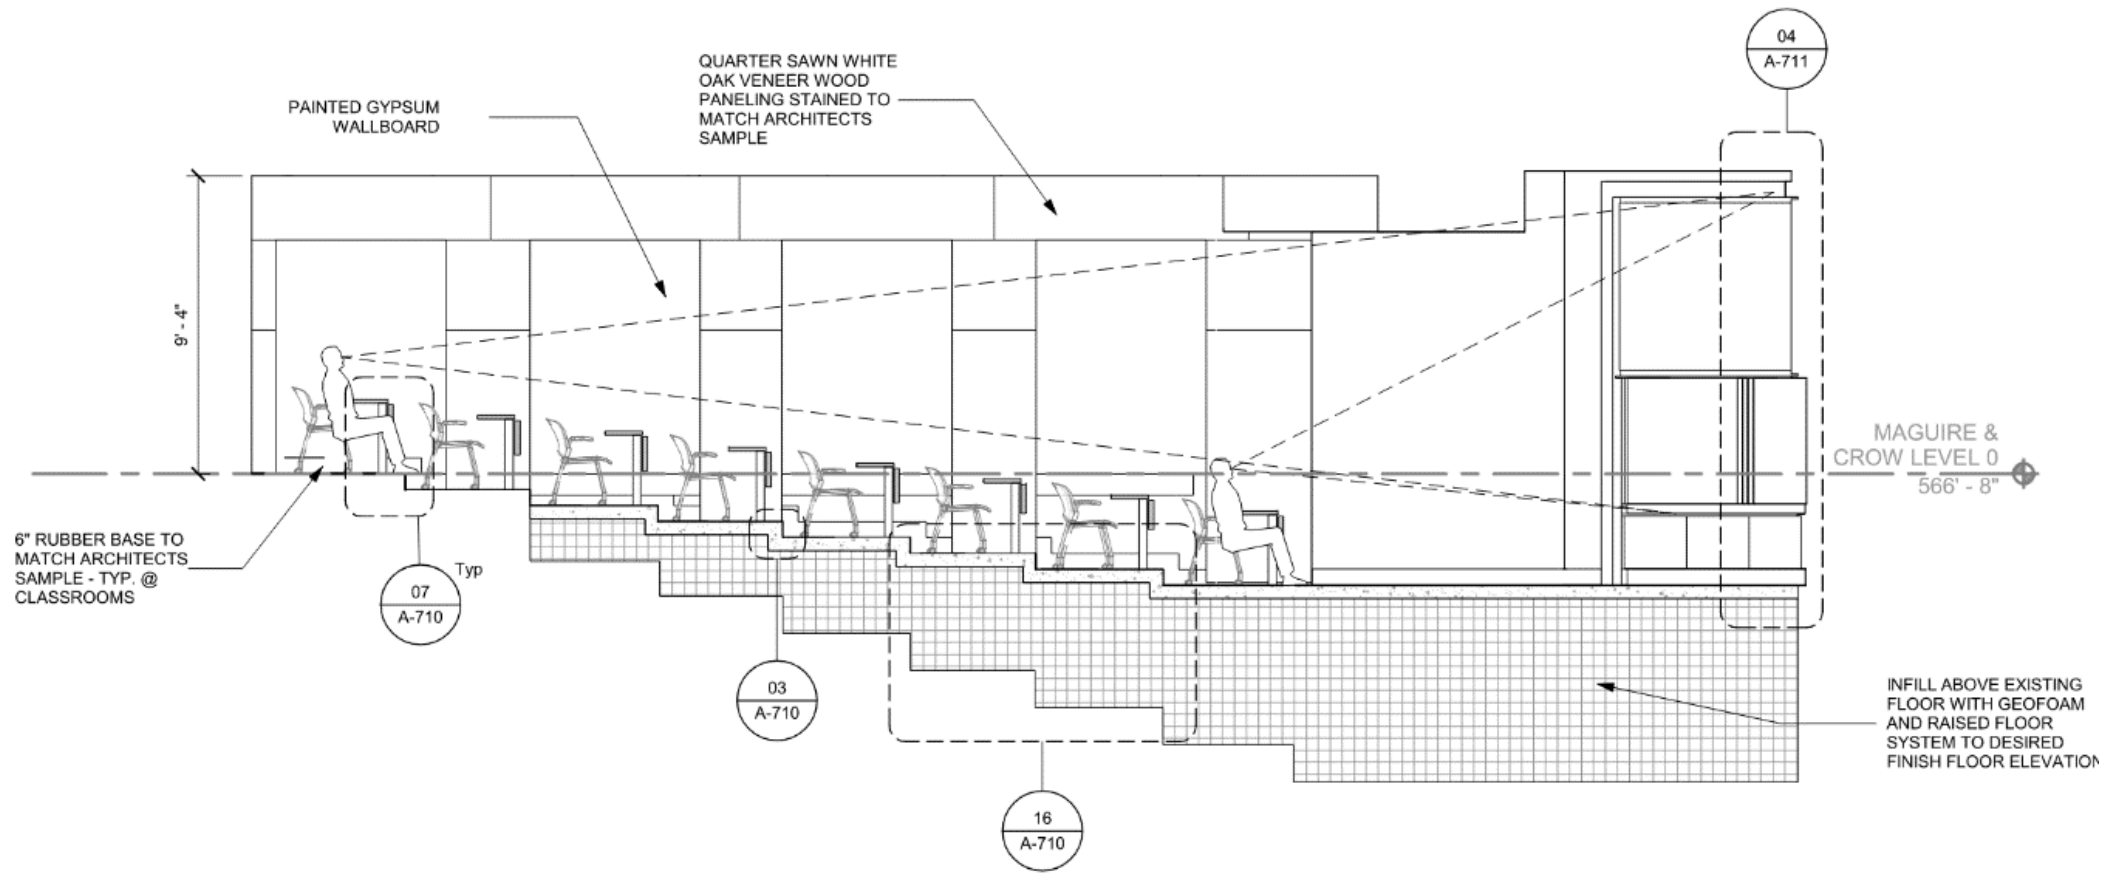 04
A-711
QUARTER SAWN WHITE
OAK VENEER WOOD
PANELING STAINED TO
MATCH ARCHITECTS
SAMPLE
PAINTED GYPSUM
WALLBOARD
9' - 4"
MAGUIRE &
CROW LEVEL 0
566' - 8"
6" RUBBER BASE TO
MATCH ARCHITECTS
SAMPLE - TYP. @
CLASSROOMS
07
A-710
Typ
03
A-710
16
A-710
INFILL ABOVE EXISTING
FLOOR WITH GEOFOAM
AND RAISED FLOOR
SYSTEM TO DESIRED
FINISH FLOOR ELEVATION